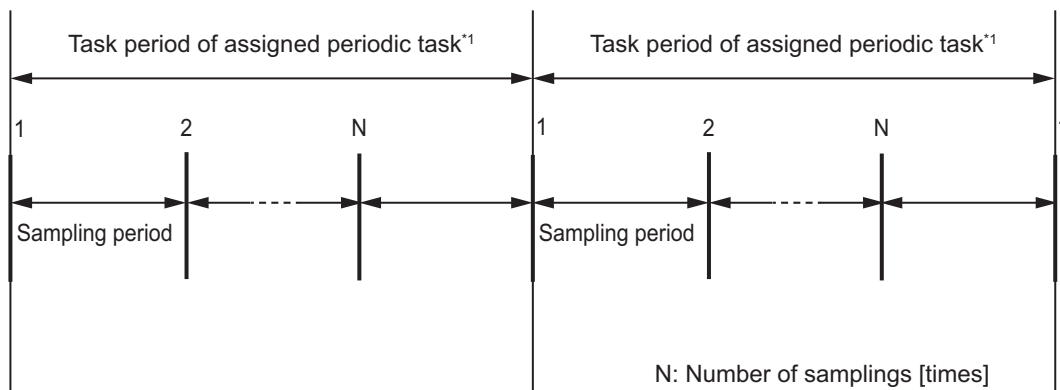 Task period of assigned periodic task*1 Task period of assigned periodic task*1
1 2 N 1 2 N 1
Sampling period Sampling period
N: Number of samplings [times]